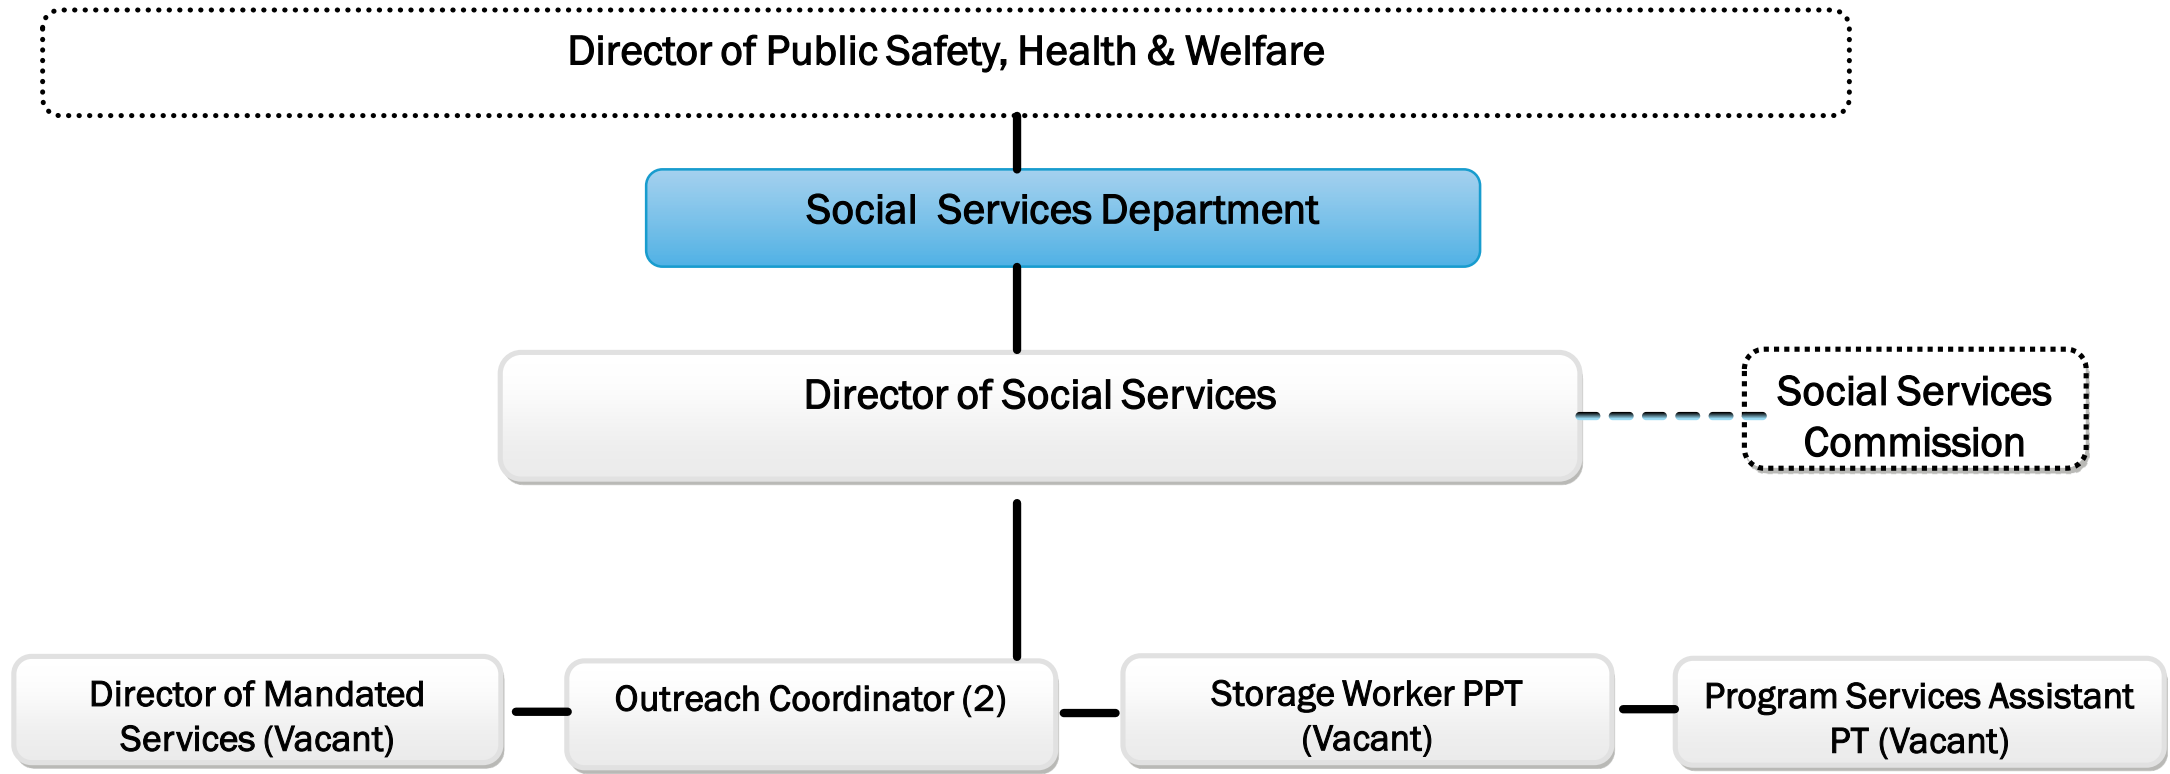 Director of Public Safety, Health & Welfare
Social Services Department
Director of Social Services
Social Services
Commission
Director of Mandated
Services (Vacant)
Outreach Coordinator (2)
Storage Worker PPT
(Vacant)
Program Services Assistant
PT (Vacant)